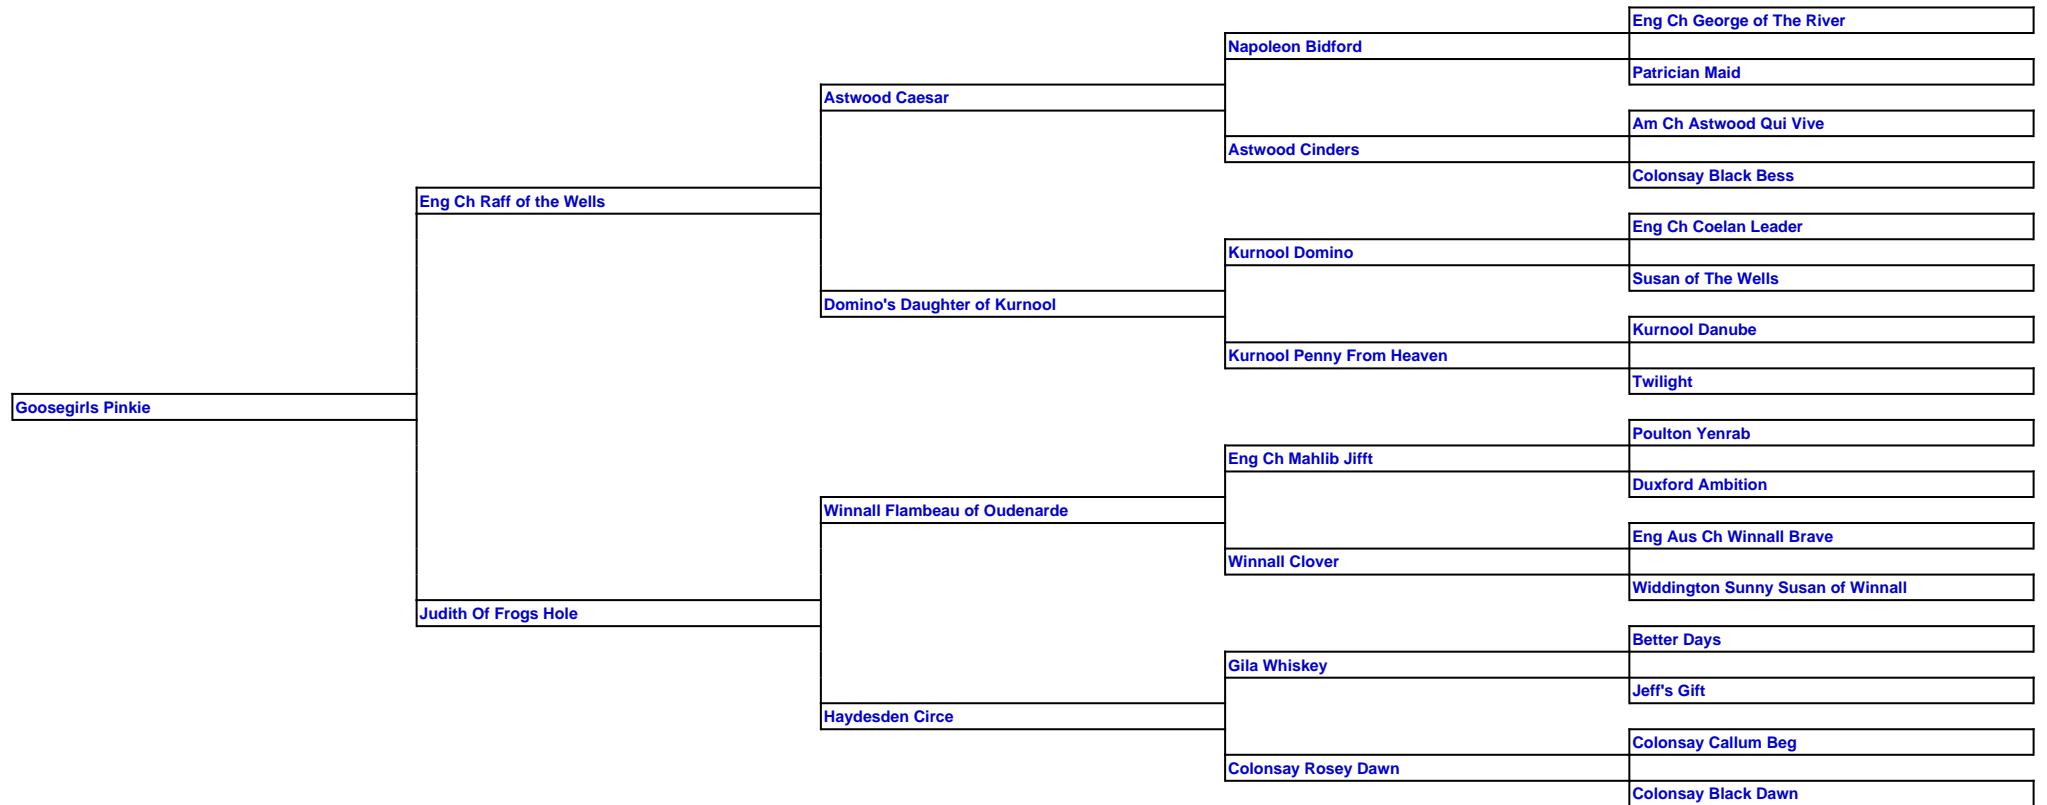 Eng Ch George of The River
Napoleon Bidford
Patrician Maid
Astwood Caesar
Am Ch Astwood Qui Vive
Astwood Cinders
Colonsay Black Bess
Eng Ch Raff of the Wells
Eng Ch Coelan Leader
Kurnool Domino
Susan of The Wells
Domino's Daughter of Kurnool
Kurnool Danube
Kurnool Penny From Heaven
Twilight
Goosegirls Pinkie
Poulton Yenrab
Eng Ch Mahlib Jifft
Duxford Ambition
Winnall Flambeau of Oudenarde
Eng Aus Ch Winnall Brave
Winnall Clover
Widdington Sunny Susan of Winnall
Judith Of Frogs Hole
Better Days
Gila Whiskey
Jeff's Gift
Haydesden Circe
Colonsay Callum Beg
Colonsay Rosey Dawn
Colonsay Black Dawn